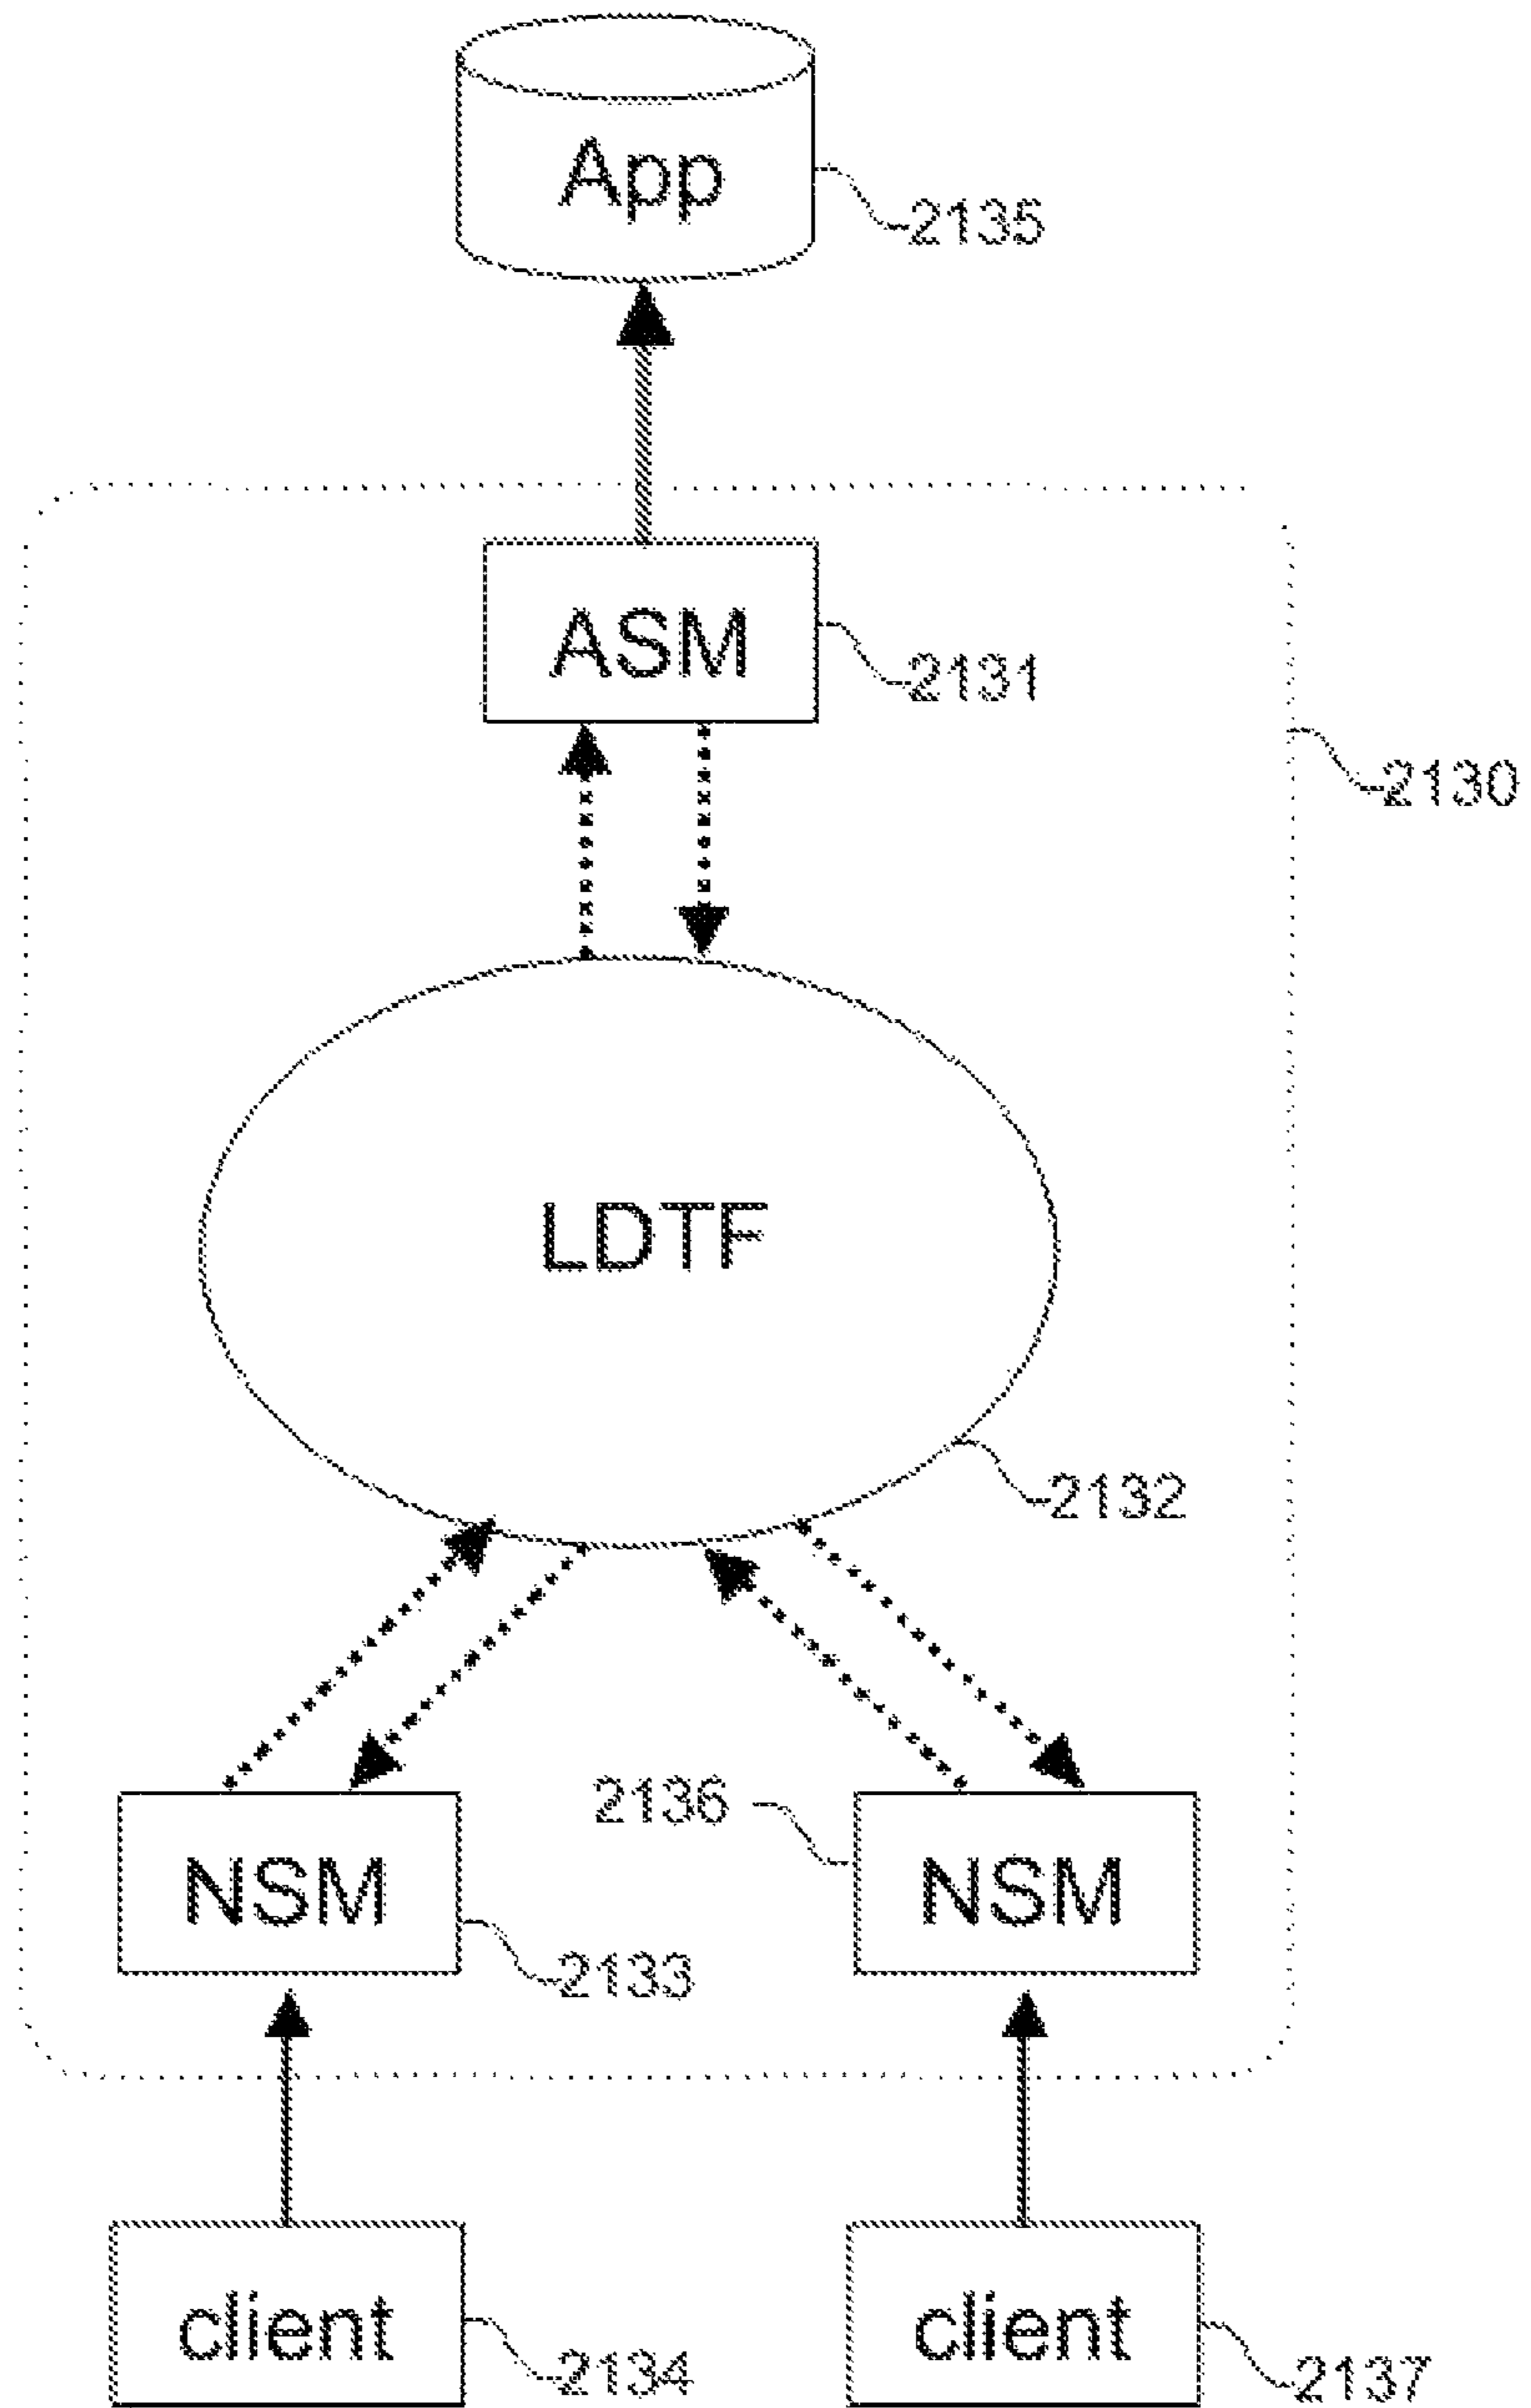 App
2135
ASM
2131
2130
LDTF
2132
2136
NSM
NSM
2133
client
client
2134
2137